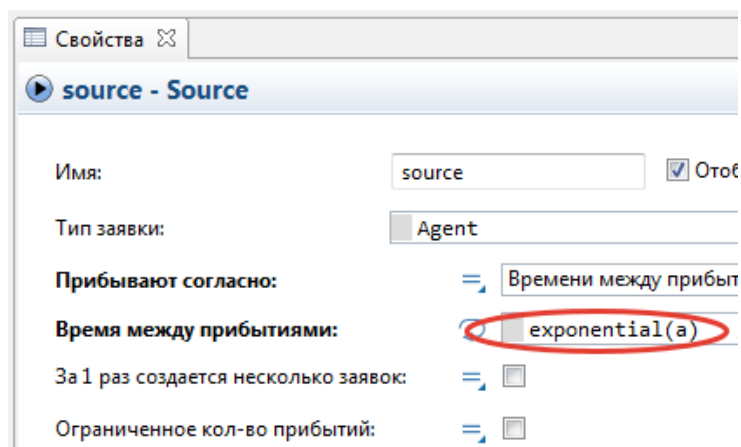 Свойства
source - Source
Имя: source Отоб
Тип заявки: Agent
Прибывают согласно: Времени между прибыт
Время между прибытиями: exponential(a)
За 1 раз создается несколько заявок:
Ограниченное кол-во прибытий: